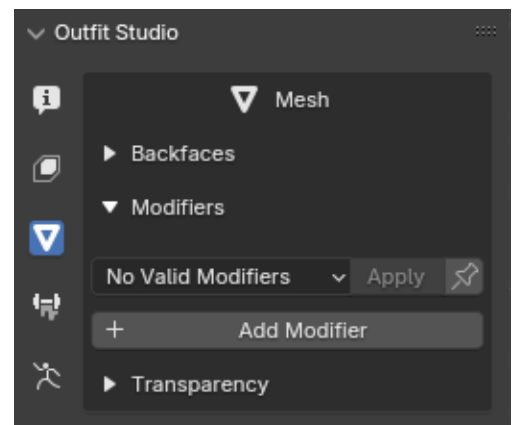 Outfit Studio
Mesh
Backfaces
Modifiers
No Valid Modifiers Apply
Add Modifier
Transparency